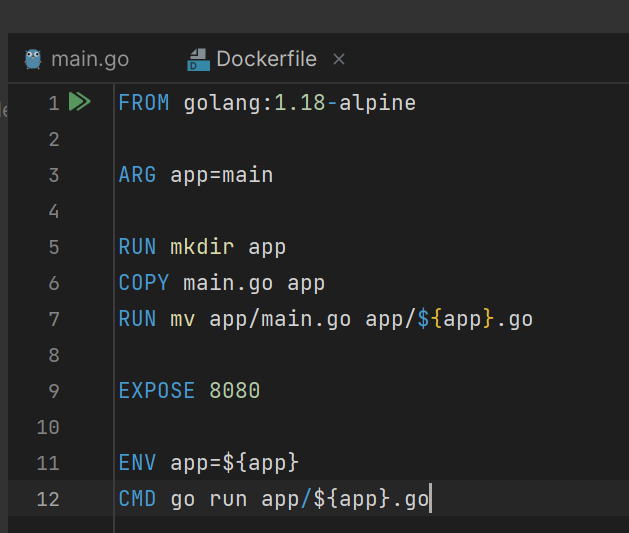 main.go Dockerfile ×
1 FROM golang:1.18-alpine
2
3 ARG app=main
4
5 RUN mkdir app
6 COPY main.go app
7 RUN mv app/main.go app/${app}.go
8
9 EXPOSE 8080
10
11 ENV app=${app}
12 CMD go run app/${app}.go